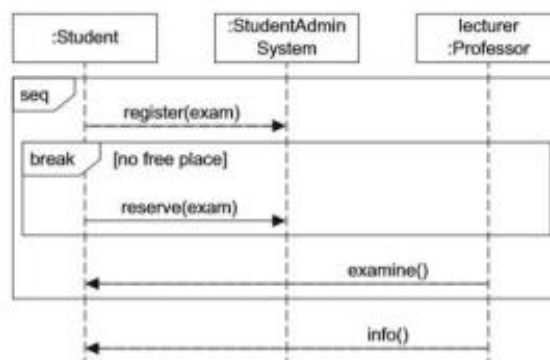 :Student
:StudentAdmin
System
lecturer
:Professor
seq
register(exam)
break [no free place]
reserve(exam)
examine()
info()